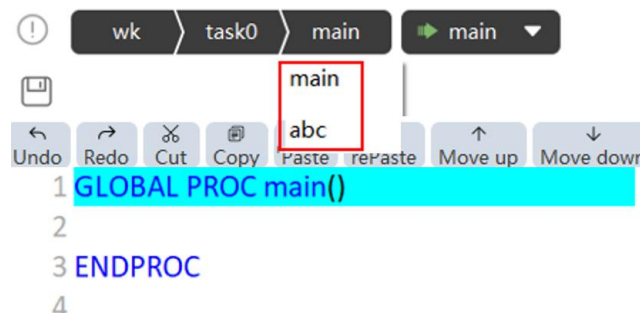 wk task0 main main
main
abc
Undo Redo Cut Copy Paste rePaste Move up Move down
1 GLOBAL PROC main()
2
3 ENDPROC
4